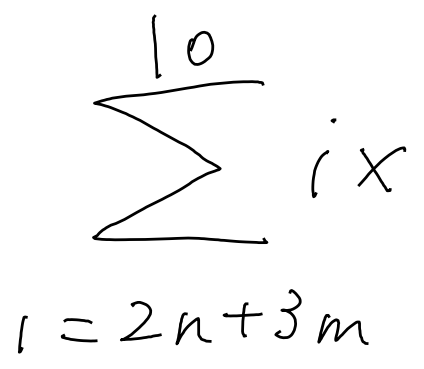 10
∑ ix
i = 2n+3m